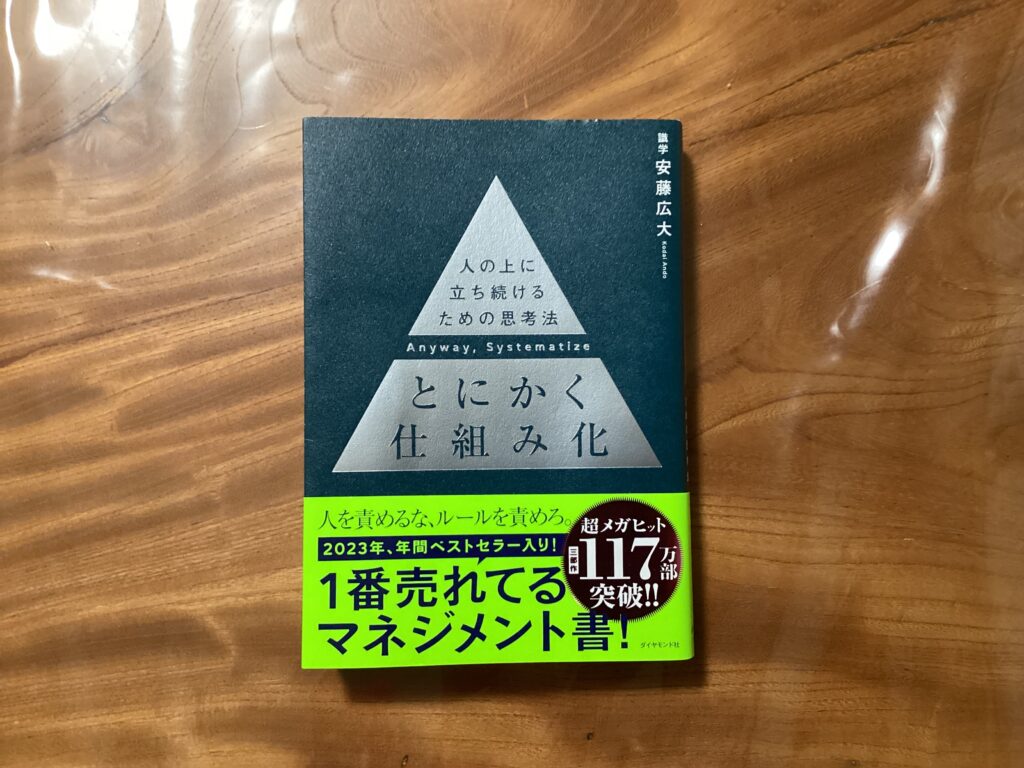 識学 安藤広大 Kodai Ando
人の上に
立ち続ける
ための思考法
Anyway, Systematize
とにかく
仕組み化
人を責めるな、ルールを責めろ。
2023年、年間ベストセラー入り!
1番売れてる
マネジメント書!
超メガヒット
三部作
117万部
突破!!
ダイヤモンド社